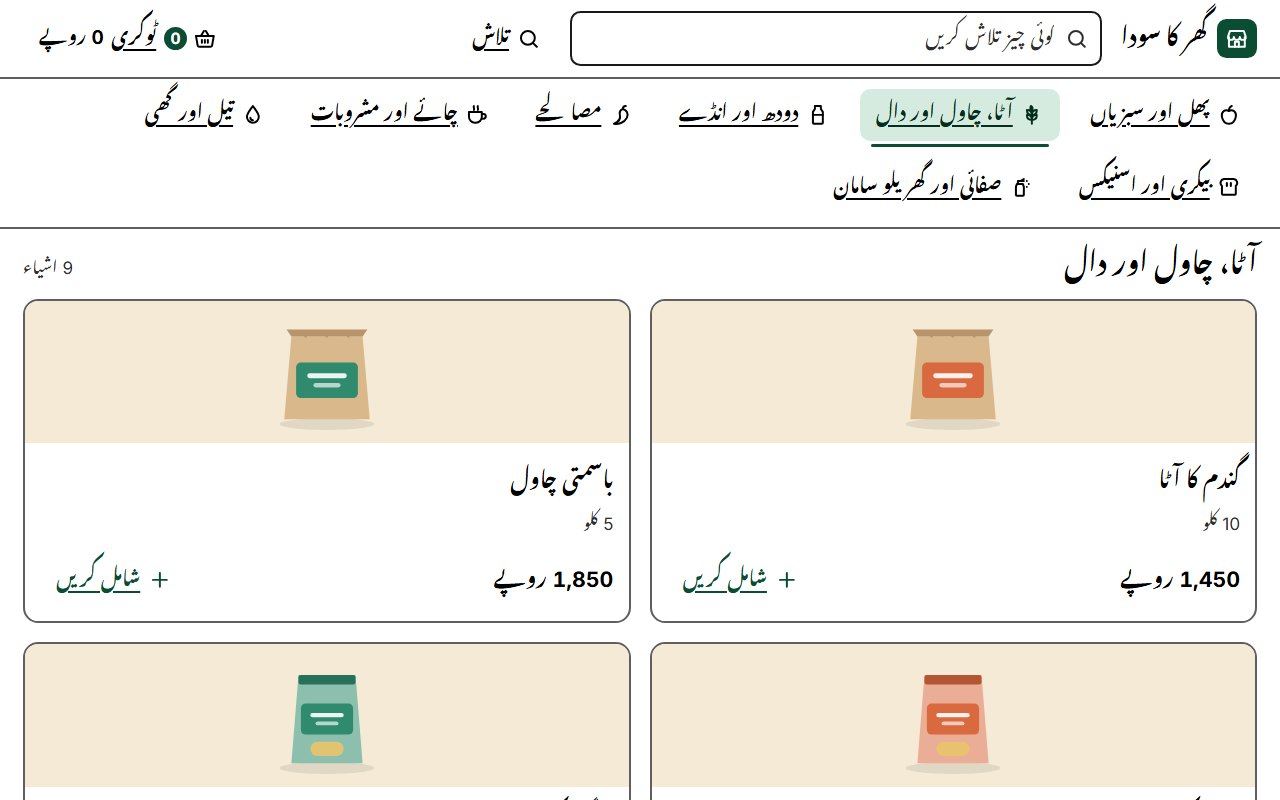 گھر کا سودا
کوئی چیز تلاش کریں
تلاش
ٹوکری 0 0 روپے
پھل اور سبزیاں
آٹا، چاول اور دال
دودھ اور انڈے
مصالحے
چائے اور مشروبات
تیل اور گھی
بیکری اور اسنیکس
صفائی اور گھریلو سامان
آٹا، چاول اور دال
9 اشیاء
گندم کا آٹا
10 کلو
1,450 روپے
شامل کریں
باسمتی چاول
5 کلو
1,850 روپے
شامل کریں